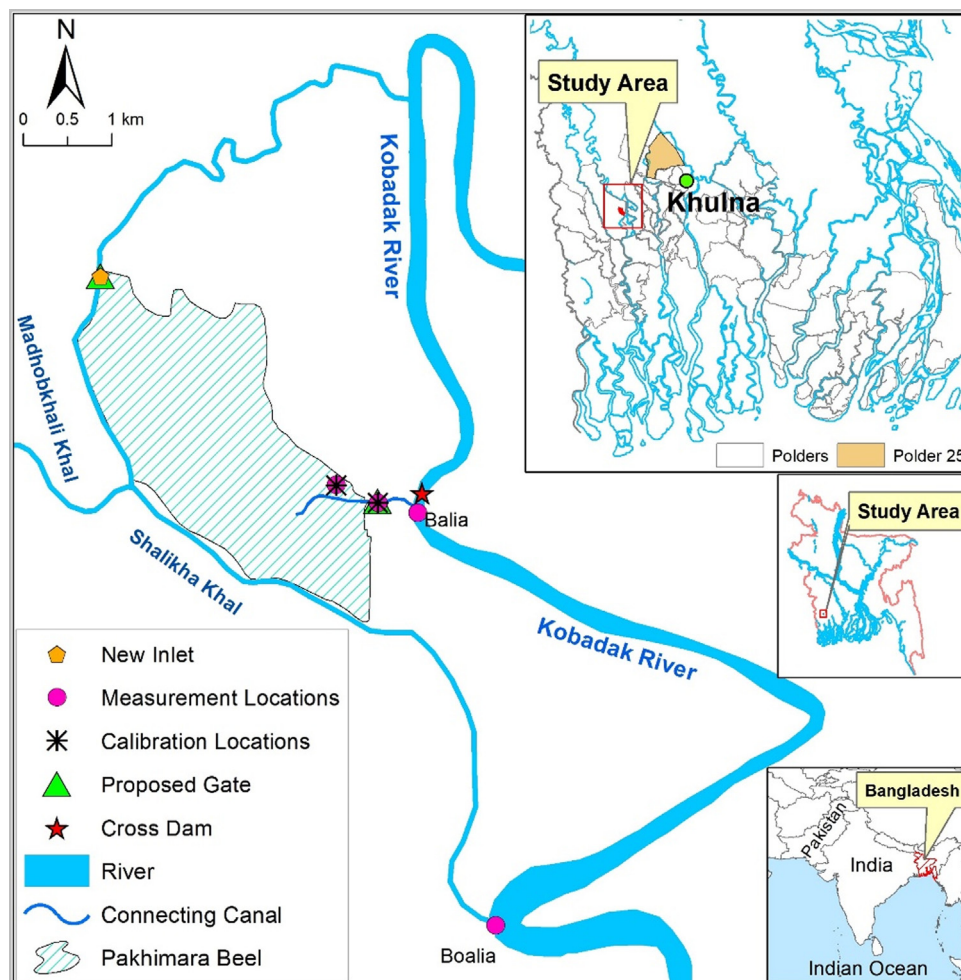 N
0 0.5 1 km
Kobadak River
Madhobkhali Khal
Shalikha Khal
Balia
Kobadak River
Boalia
New Inlet
Measurement Locations
Calibration Locations
Proposed Gate
Cross Dam
River
Connecting Canal
Pakhimara Beel
Study Area
Khulna
Polders
Polder 25
Study Area
Bangladesh
Pakistan
India
Indian Ocean